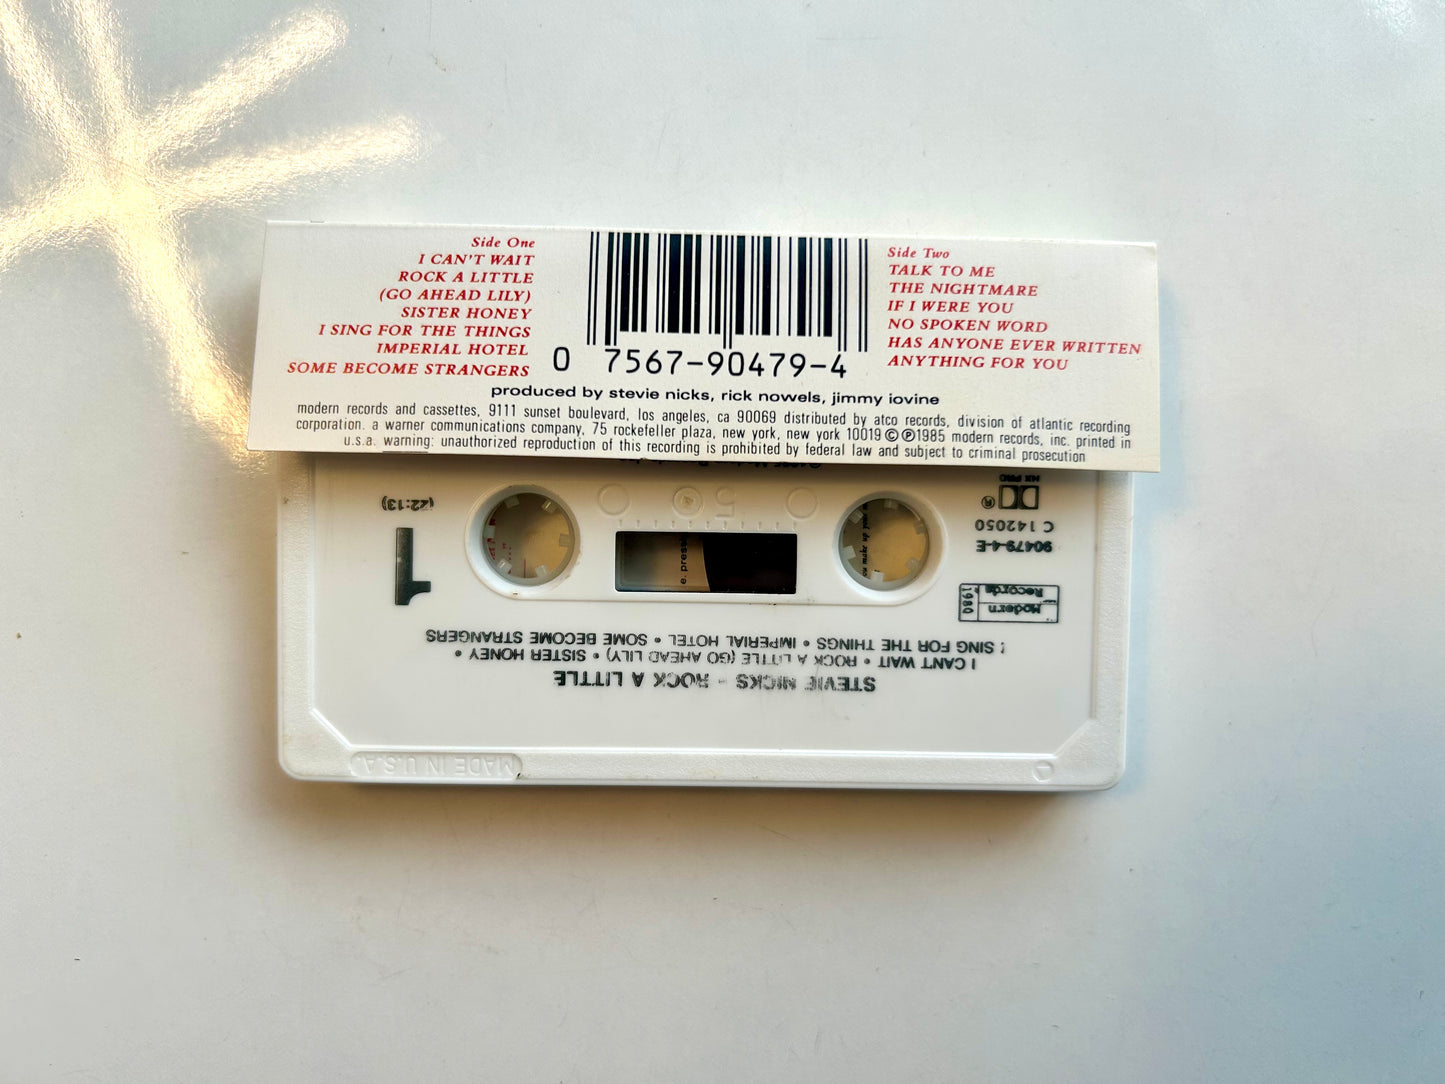 Side One
I CAN'T WAIT
ROCK A LITTLE
(GO AHEAD LILY)
SISTER HONEY
I SING FOR THE THINGS
IMPERIAL HOTEL
SOME BECOME STRANGERS
0 7567-90479-4
Side Two
TALK TO ME
THE NIGHTMARE
IF I WERE YOU
NO SPOKEN WORD
HAS ANYONE EVER WRITTEN
ANYTHING FOR YOU
produced by stevie nicks, rick nowels, jimmy iovine
modern records and cassettes, 9111 sunset boulevard, los angeles, ca 90069 distributed by atco records, division of atlantic recording
corporation. a warner communications company, 75 rockefeller plaza, new york, new york 10019 ©℗1985 modern records, inc. printed in
u.s.a. warning: unauthorized reproduction of this recording is prohibited by federal law and subject to criminal prosecution
STEVIE NICKS - ROCK A LITTLE
I CAN'T WAIT • ROCK A LITTLE (GO AHEAD LILY) • SISTER HONEY •
I SING FOR THE THINGS • IMPERIAL HOTEL • SOME BECOME STRANGERS
Modern
Records
1980
1
90479-4-E
C 142050
HX PRO
(22:13)
50
e. pressi
MADE IN U.S.A.